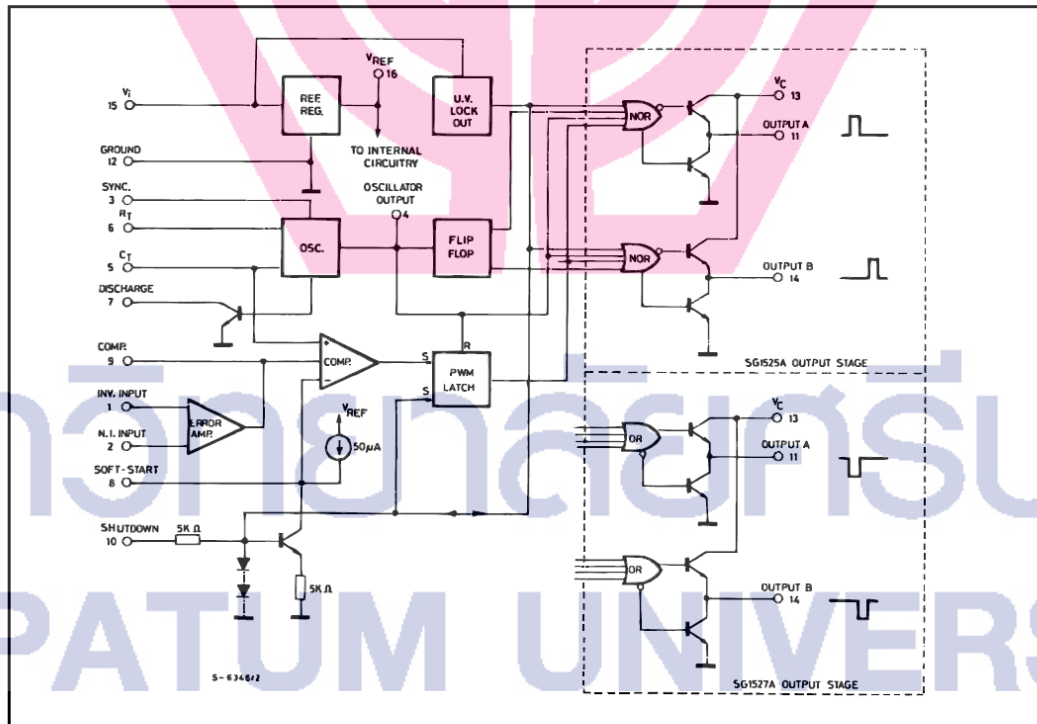 VREF
16
Vi
15
REF.
REG.
U.V.
LOCK
OUT
GROUND
12
TO INTERNAL
CIRCUITRY
SYNC.
3
OSCILLATOR
OUTPUT
4
RT
6
OSC.
FLIP
FLOP
CT
5
DISCHARGE
7
COMP.
9
COMP.
+
−
S
R
S
PWM
LATCH
INV. INPUT
1
N.I. INPUT
2
ERROR
AMP.
VREF
50µA
SOFT-START
8
SHUTDOWN
10
5KΩ
5KΩ
S-6346/2
NOR
VC
13
OUTPUT A
11
NOR
OUTPUT B
14
SG1525A OUTPUT STAGE
OR
VC
13
OUTPUT A
11
OR
OUTPUT B
14
SG1527A OUTPUT STAGE
PATUM UNIVERS